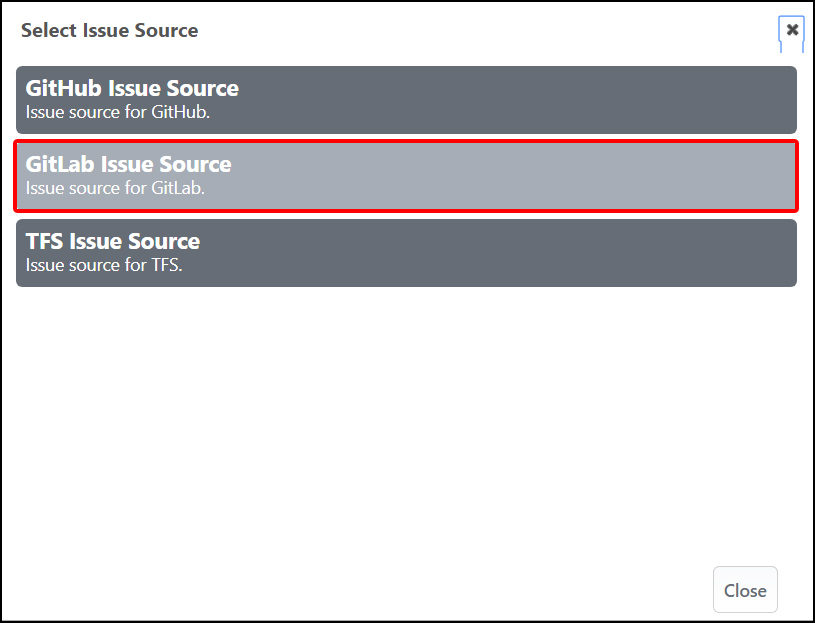 Select Issue Source
GitHub Issue Source
Issue source for GitHub.
GitLab Issue Source
Issue source for GitLab.
TFS Issue Source
Issue source for TFS.
Close